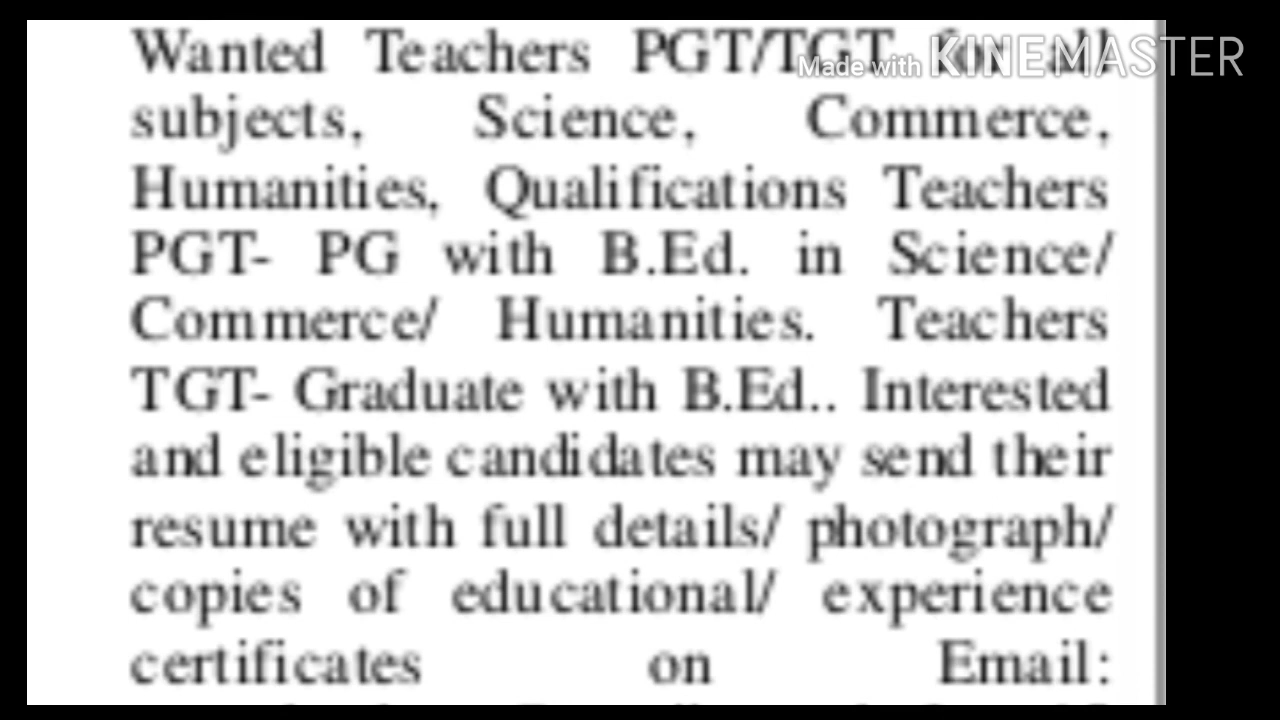 Wanted Teachers PGT/TGT for all
Made with KINEMASTER
subjects, Science, Commerce,
Humanities, Qualifications Teachers
PGT- PG with B.Ed. in Science/
Commerce/ Humanities. Teachers
TGT- Graduate with B.Ed.. Interested
and eligible candidates may send their
resume with full details/ photograph/
copies of educational/ experience
certificates on Email: